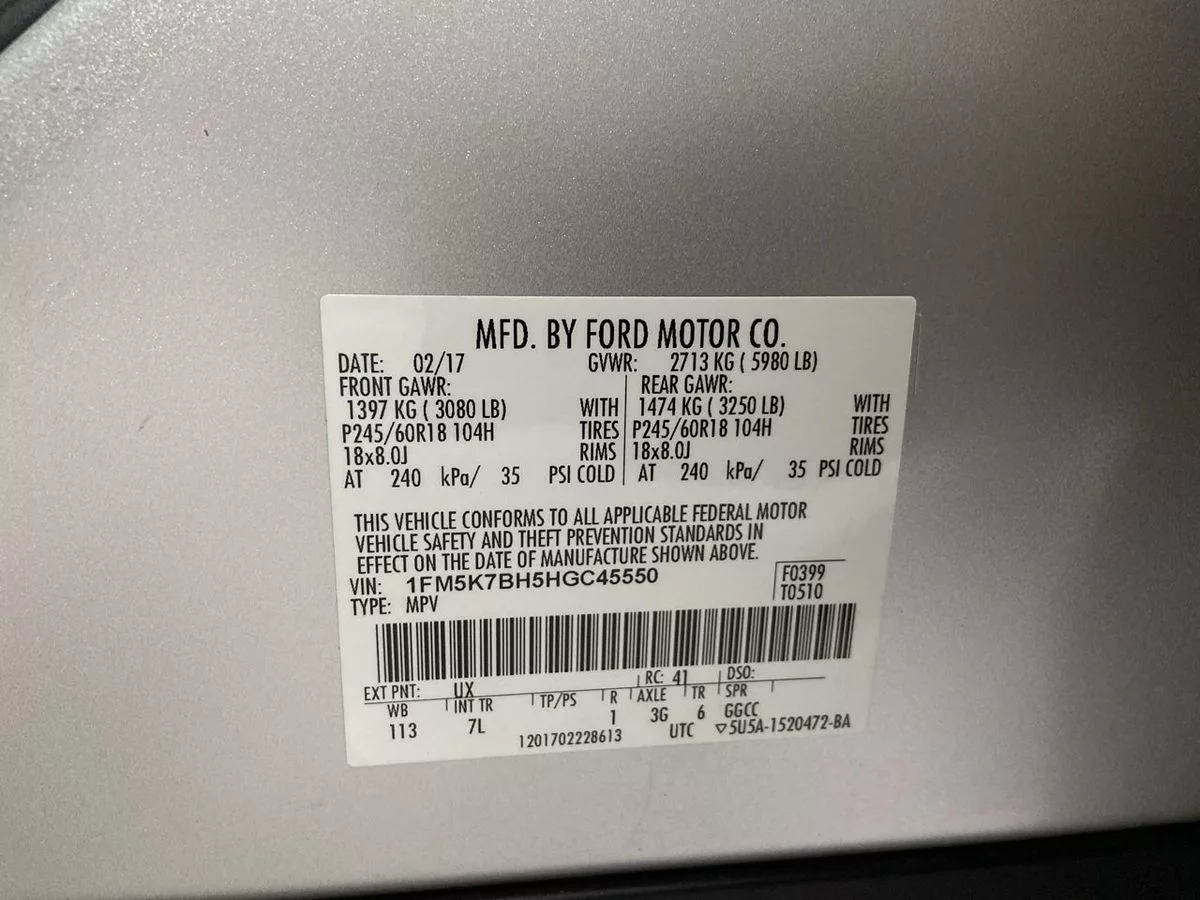 MFD. BY FORD MOTOR CO.
DATE: 02/17 GVWR: 2713 KG ( 5980 LB)
FRONT GAWR: REAR GAWR:
1397 KG ( 3080 LB) WITH 1474 KG ( 3250 LB) WITH
P245/60R18 104H TIRES P245/60R18 104H TIRES
18x8.0J RIMS 18x8.0J RIMS
AT 240 kPa/ 35 PSI COLD AT 240 kPa/ 35 PSI COLD
THIS VEHICLE CONFORMS TO ALL APPLICABLE FEDERAL MOTOR
VEHICLE SAFETY AND THEFT PREVENTION STANDARDS IN
EFFECT ON THE DATE OF MANUFACTURE SHOWN ABOVE.
VIN: 1FM5K7BH5HGC45550 F0399
TYPE: MPV T0510
EXT PNT: UX RC: 41 DSO:
WB INT TR TP/PS R AXLE TR SPR
113 7L 1 3G 6 GGCC
1201702228613 UTC ▽5U5A-1520472-BA